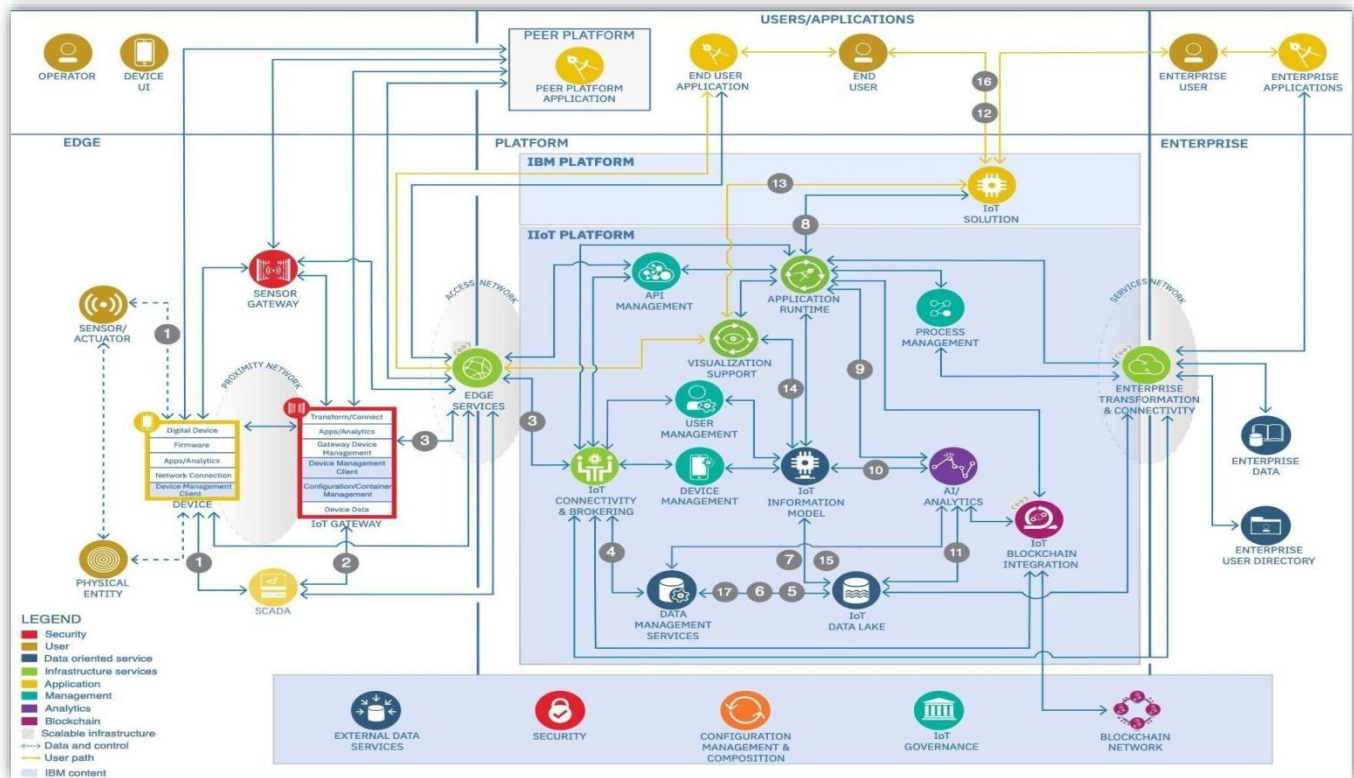 USERS/APPLICATIONS
OPERATOR
DEVICE
UI
PEER PLATFORM
PEER PLATFORM
APPLICATION
END USER
APPLICATION
END
USER
16
12
ENTERPRISE
USER
ENTERPRISE
APPLICATIONS
EDGE
PLATFORM
ENTERPRISE
IBM PLATFORM
13
IoT
SOLUTION
8
IIoT PLATFORM
SENSOR
GATEWAY
ACCESS NETWORK
API
MANAGEMENT
APPLICATION
RUNTIME
PROCESS
MANAGEMENT
SERVICES NETWORK
SENSOR/
ACTUATOR
1
PROXIMITY NETWORK
EDGE
SERVICES
VISUALIZATION
SUPPORT
14
9
ENTERPRISE
TRANSFORMATION
& CONNECTIVITY
Digital Device
Firmware
Apps/Analytics
Network Connection
Device Management
Client
DEVICE
Transform/Connect
Apps/Analytics
Gateway Device
Management
Device Management
Client
Configuration/Container
Management
Device Data
IoT GATEWAY
3
3
USER
MANAGEMENT
IoT
CONNECTIVITY
& BROKERING
DEVICE
MANAGEMENT
IoT
INFORMATION
MODEL
10
AI/
ANALYTICS
ENTERPRISE
DATA
IoT
BLOCKCHAIN
INTEGRATION
ENTERPRISE
USER DIRECTORY
PHYSICAL
ENTITY
1
2
SCADA
4
7
15
11
17
6
5
DATA
MANAGEMENT
SERVICES
IoT
DATA LAKE
LEGEND
Security
User
Data oriented service
Infrastructure services
Application
Management
Analytics
Blockchain
Scalable infrastructure
Data and control
User path
IBM content
EXTERNAL DATA
SERVICES
SECURITY
CONFIGURATION
MANAGEMENT &
COMPOSITION
IoT
GOVERNANCE
BLOCKCHAIN
NETWORK